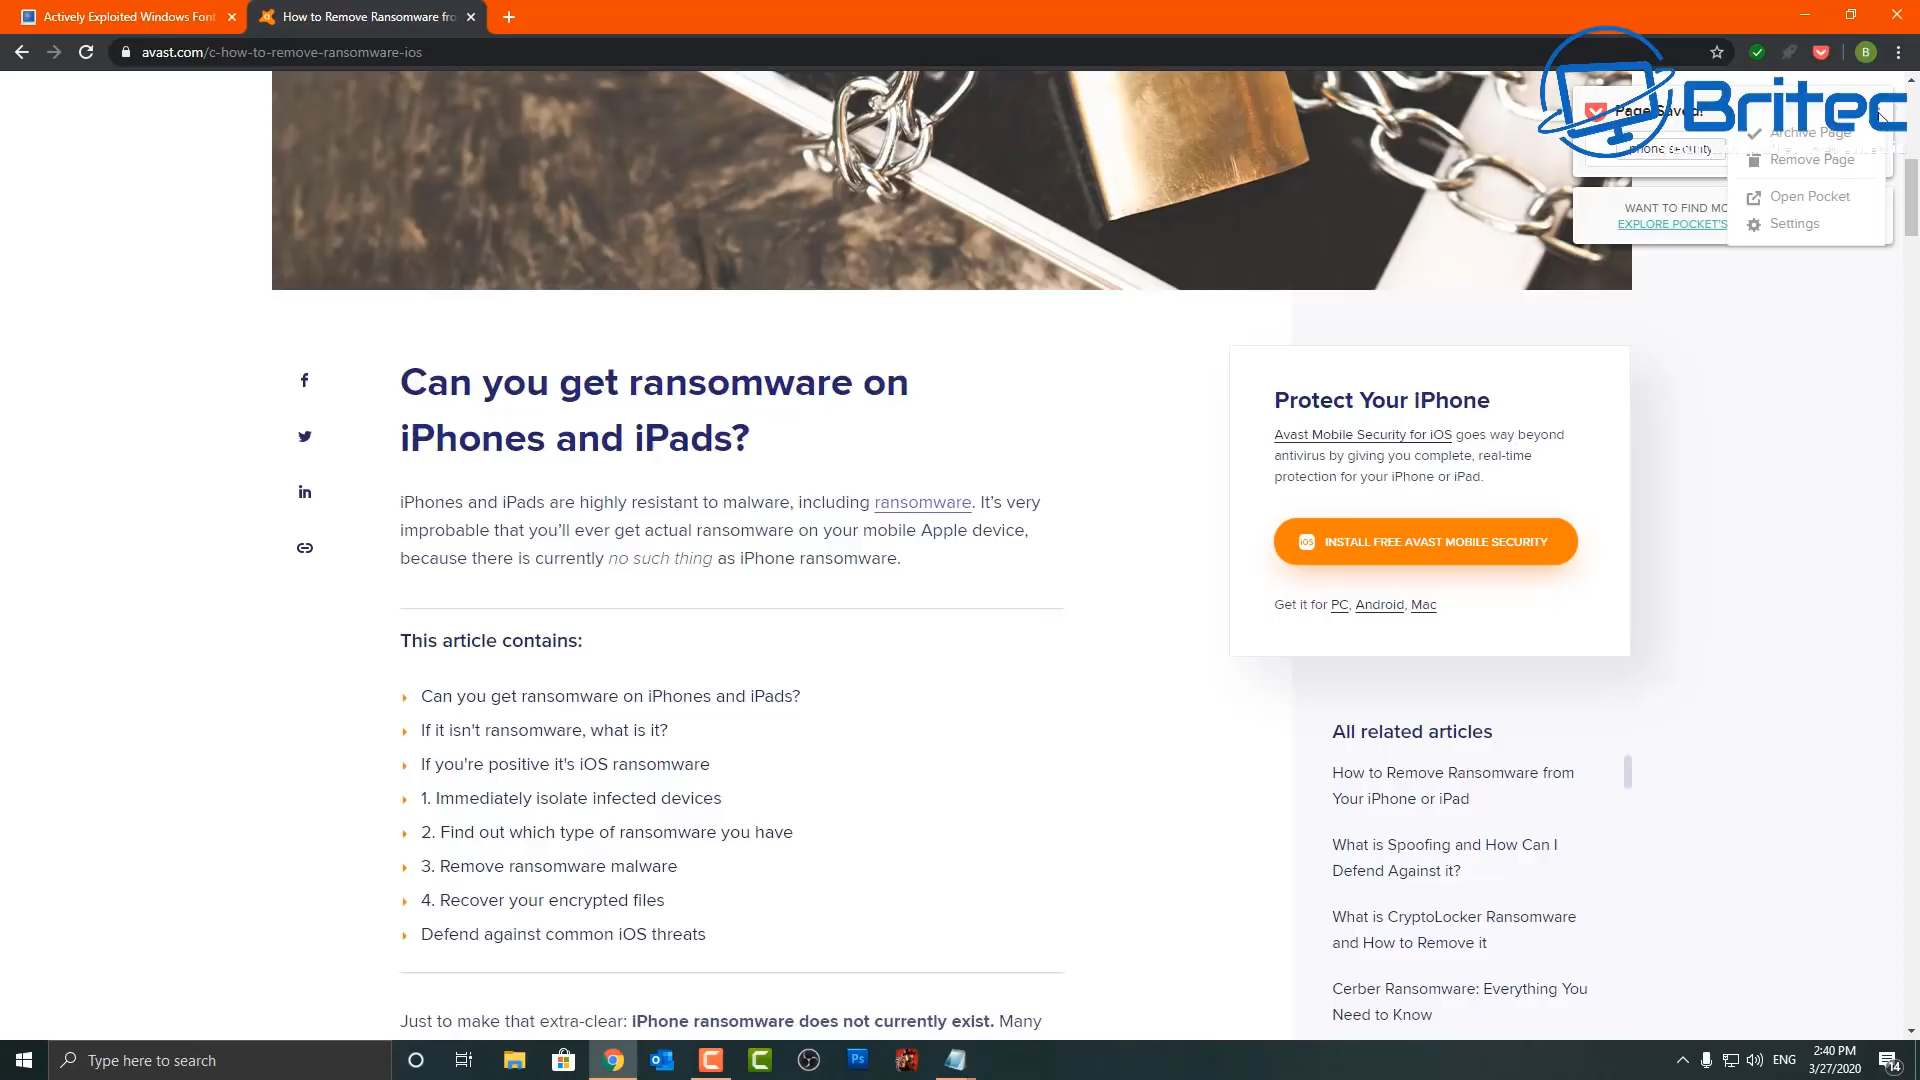 Actively Exploited Windows Font
How to Remove Ransomware fro
avast.com/c-how-to-remove-ransomware-ios
B
Britec
Page Saved!
Archive Page
phone security
Remove Page
WANT TO FIND MO
EXPLORE POCKET'S
Open Pocket
Settings
Can you get ransomware on
iPhones and iPads?
iPhones and iPads are highly resistant to malware, including ransomware. It's very
improbable that you'll ever get actual ransomware on your mobile Apple device,
because there is currently no such thing as iPhone ransomware.
This article contains:
Can you get ransomware on iPhones and iPads?
If it isn't ransomware, what is it?
If you're positive it's iOS ransomware
1. Immediately isolate infected devices
2. Find out which type of ransomware you have
3. Remove ransomware malware
4. Recover your encrypted files
Defend against common iOS threats
Just to make that extra-clear: iPhone ransomware does not currently exist. Many
Protect Your iPhone
Avast Mobile Security for iOS goes way beyond
antivirus by giving you complete, real-time
protection for your iPhone or iPad.
iOS INSTALL FREE AVAST MOBILE SECURITY
Get it for PC, Android, Mac
All related articles
How to Remove Ransomware from
Your iPhone or iPad
What is Spoofing and How Can I
Defend Against it?
What is CryptoLocker Ransomware
and How to Remove it
Cerber Ransomware: Everything You
Need to Know
Type here to search
Ps
ENG
2:40 PM
3/27/2020
14